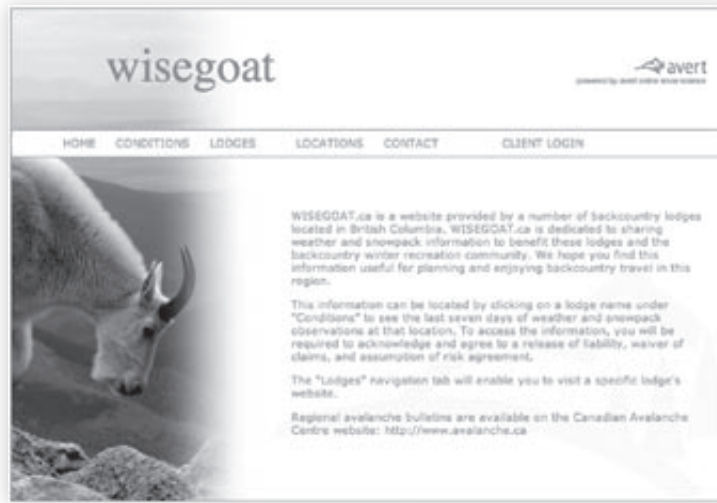 wisegoat
avert
HOME CONDITIONS LODGES LOCATIONS CONTACT CLIENT LOGIN
WISEGOAT.ca is a website provided by a number of backcountry lodges
located in British Columbia. WISEGOAT.ca is dedicated to sharing
weather and snowpack information to benefit these lodges and the
backcountry winter recreation community. We hope you find this
information useful for planning and enjoying backcountry travel in this
region.
This information can be located by clicking on a lodge name under
"Conditions" to see the last seven days of weather and snowpack
observations at that location. To access the information, you will be
required to acknowledge and agree to a release of liability, waiver of
claims, and assumption of risk agreement.
The "Lodges" navigation tab will enable you to visit a specific lodge's
website.
Regional avalanche bulletins are available on the Canadian Avalanche
Centre website: http://www.avalanche.ca